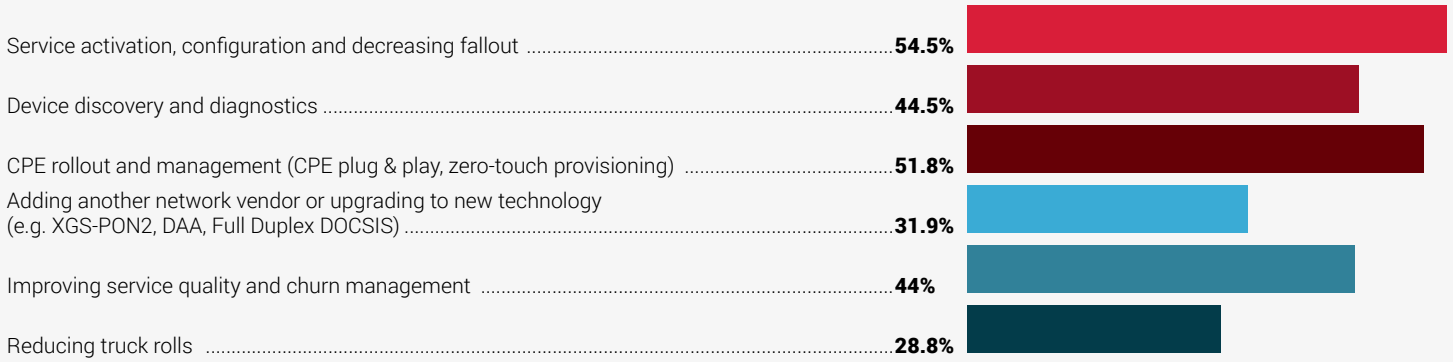 Service activation, configuration and decreasing fallout ........................................................................ 54.5%
Device discovery and diagnostics ................................................................................................................ 44.5%
CPE rollout and management (CPE plug & play, zero-touch provisioning) ......................................... 51.8%
Adding another network vendor or upgrading to new technology
(e.g. XGS-PON2, DAA, Full Duplex DOCSIS) ................................................................................................ 31.9%
Improving service quality and churn management ................................................................................ 44%
Reducing truck rolls ........................................................................................................................................ 28.8%